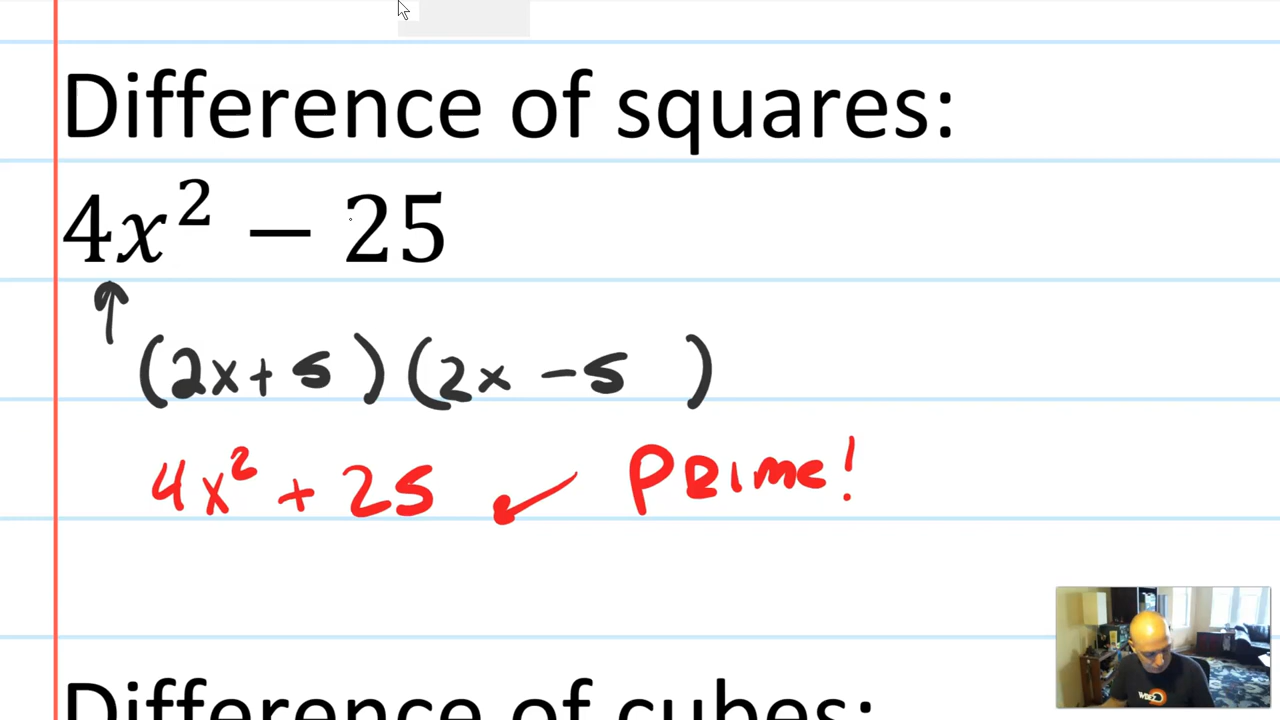 Difference of squares:
4x² − 25
(2x+5)(2x −5)
4x² + 25 PRIME!
Difference of cubes: